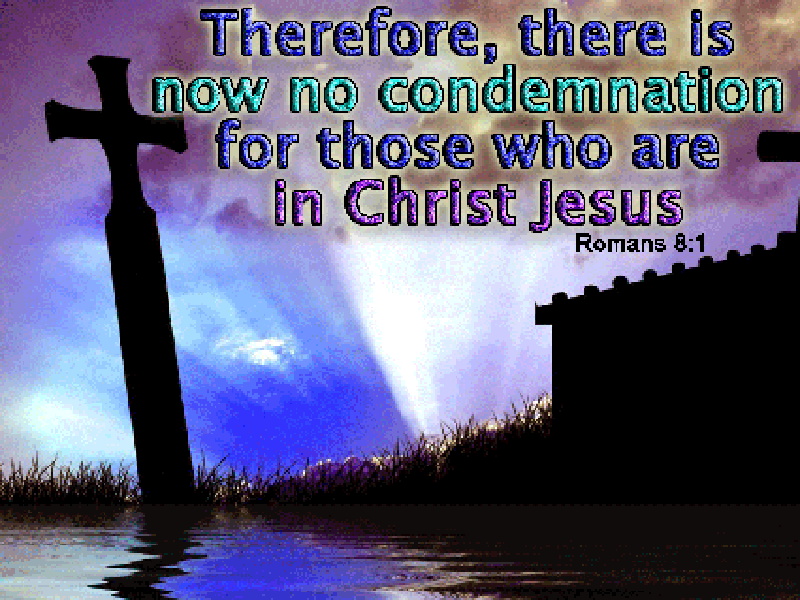 Therefore, there is
now no condemnation
for those who are
in Christ Jesus
Romans 8:1